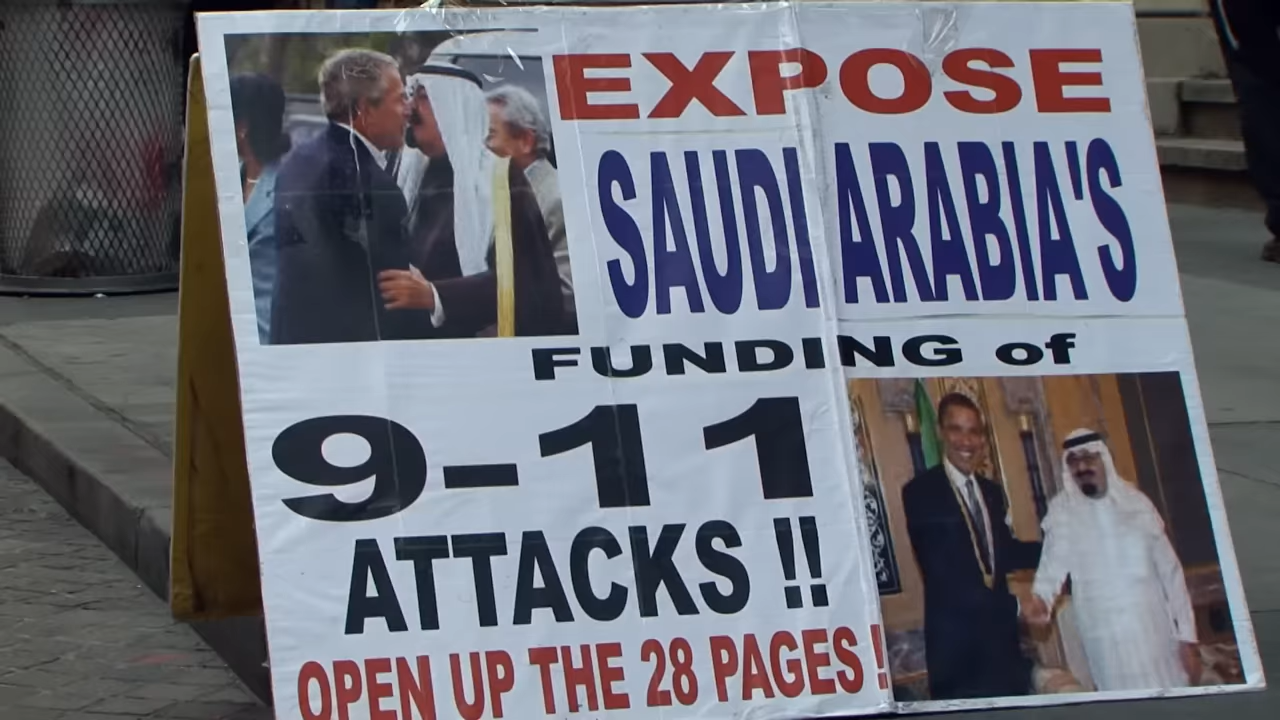 EXPOSE
SAUDI ARABIA'S
FUNDING of
9-11
ATTACKS !!
OPEN UP THE 28 PAGES !